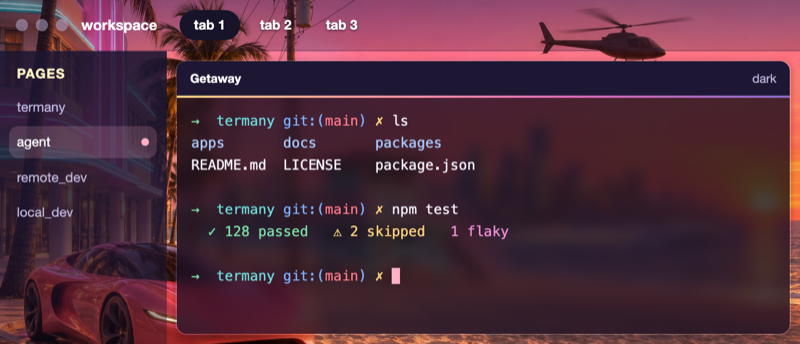 workspace tab 1 tab 2 tab 3
PAGES
termany
agent
remote_dev
local_dev
Getaway dark
→ termany git:(main) ✗ ls
apps docs packages
README.md LICENSE package.json
→ termany git:(main) ✗ npm test
✓ 128 passed ⚠ 2 skipped 1 flaky
→ termany git:(main) ✗